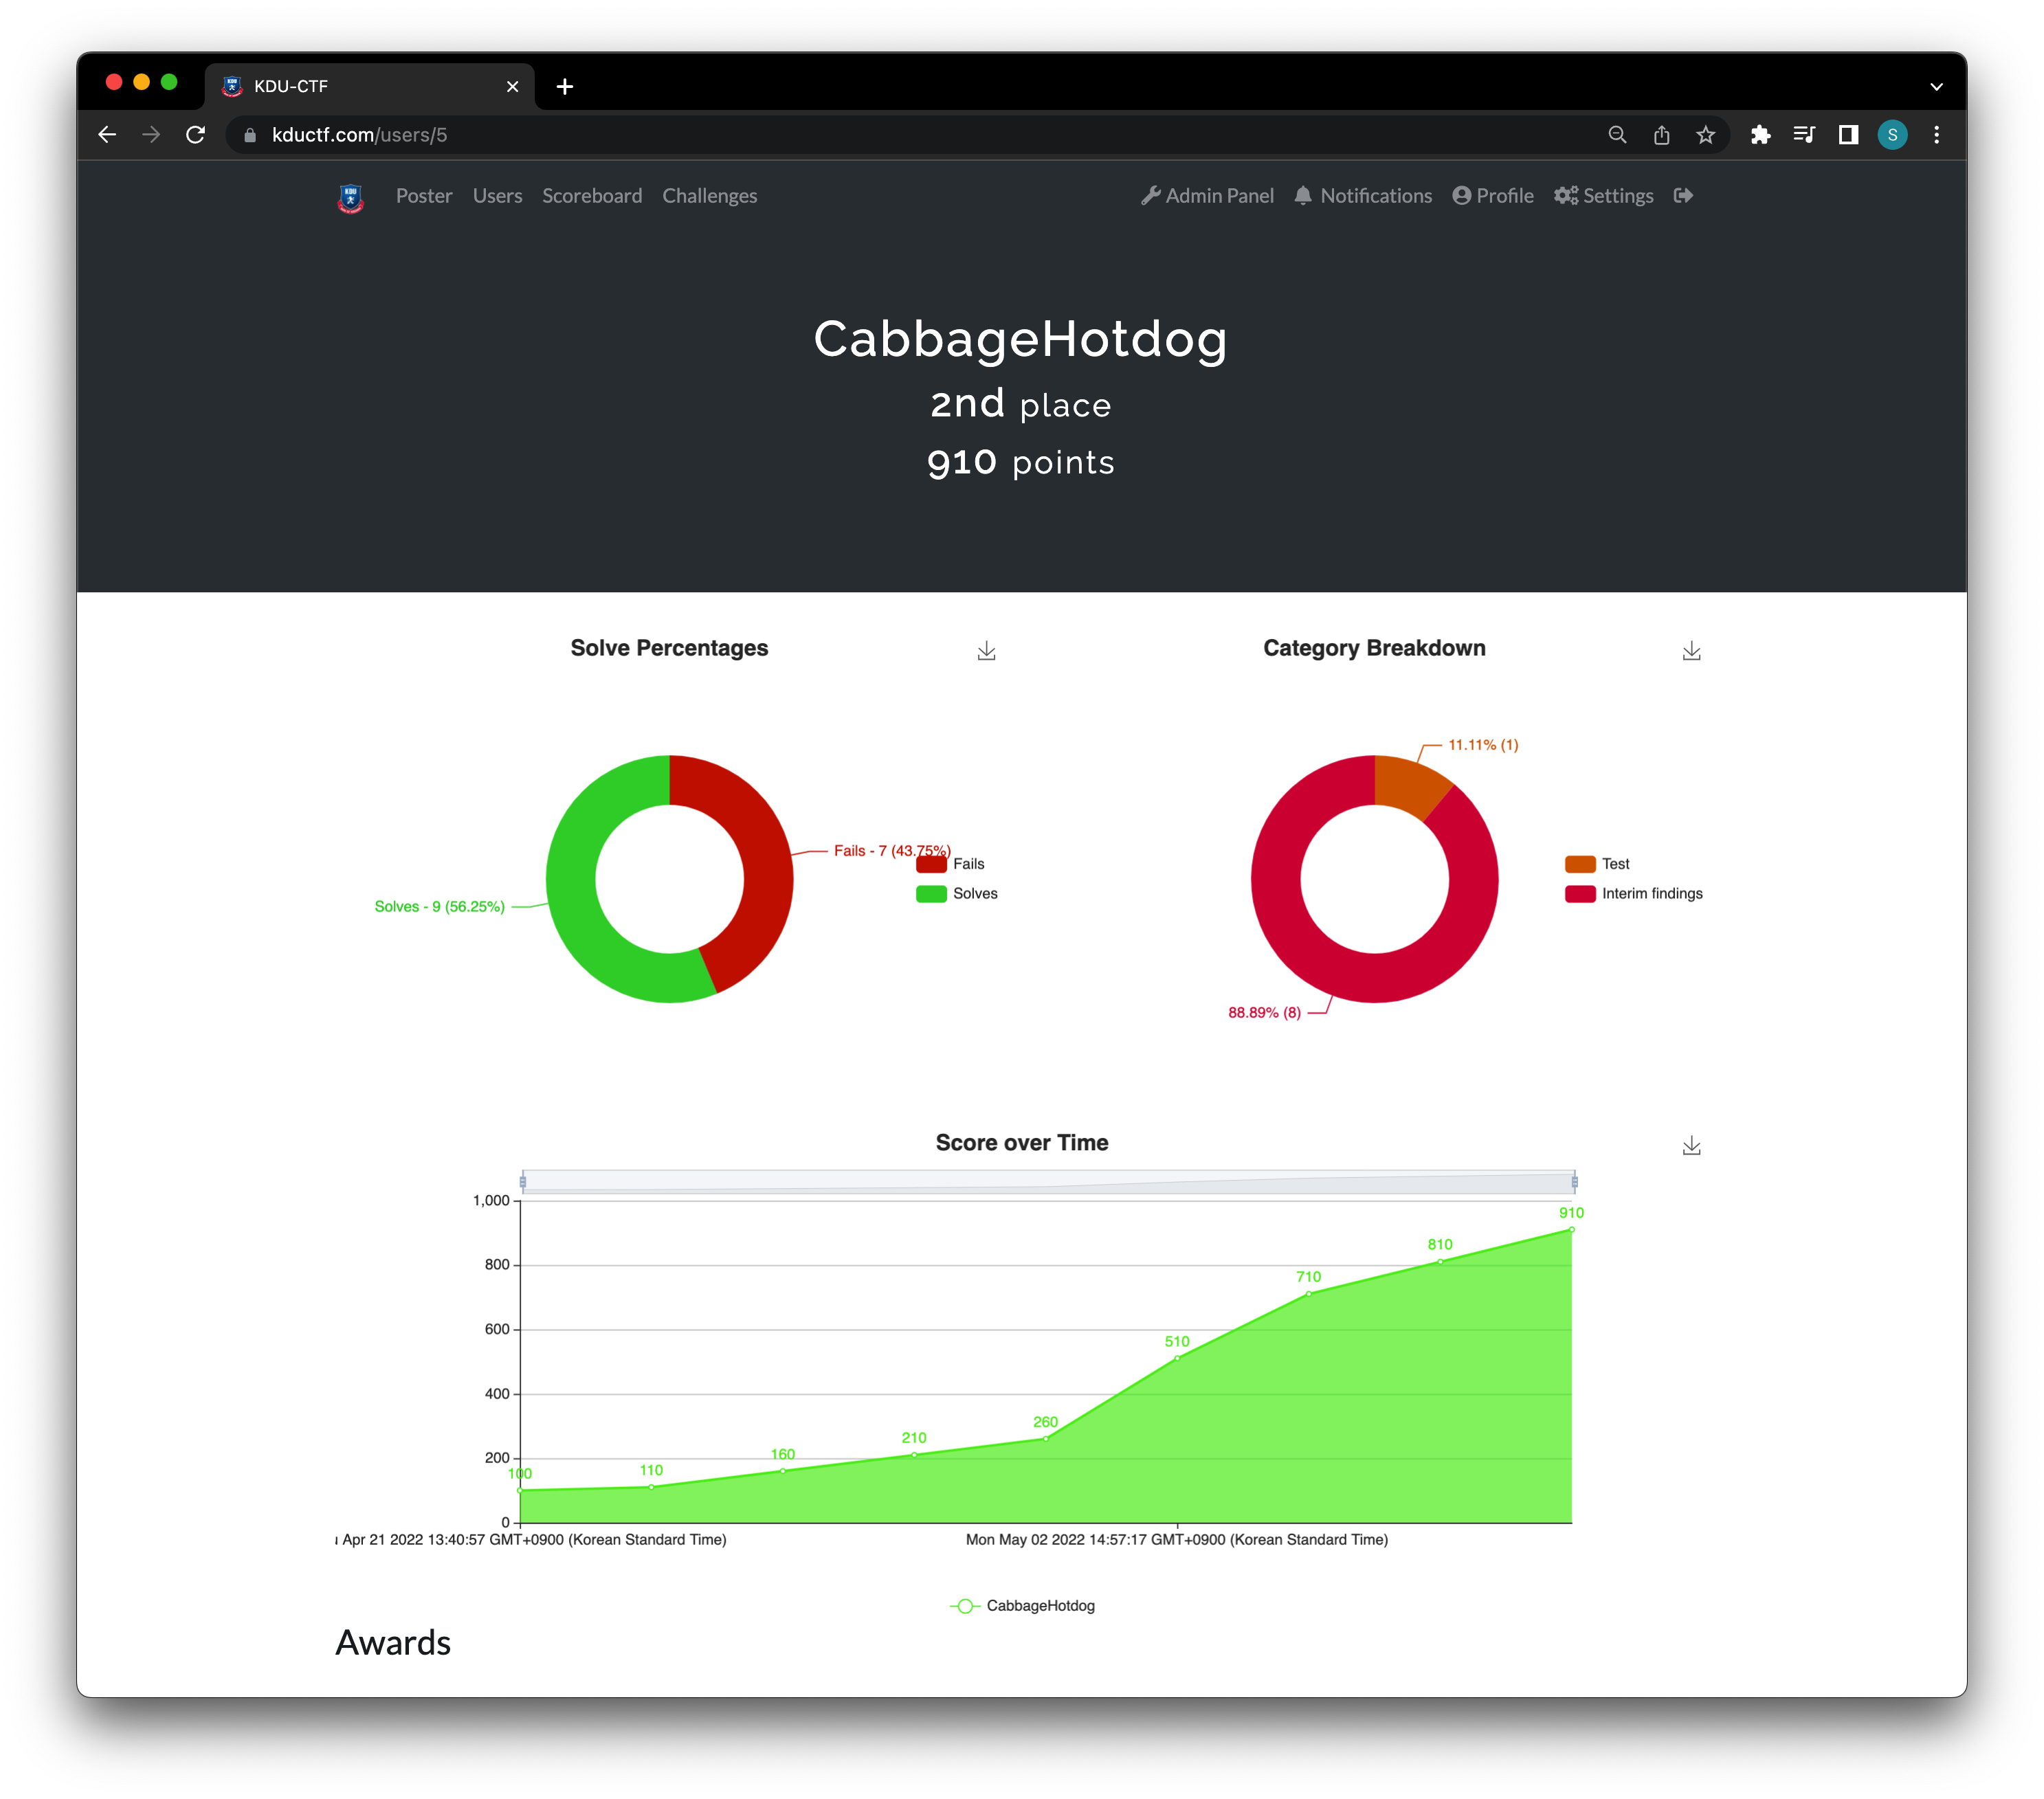 KDU-CTF
kductf.com/users/5
S
KDU
Poster Users Scoreboard Challenges Admin Panel Notifications Profile Settings
CabbageHotdog
2nd place
910 points
Solve Percentages
Fails - 7 (43.75%)
Solves - 9 (56.25%)
Fails
Solves
Category Breakdown
11.11% (1)
88.89% (8)
Test
Interim findings
Score over Time
1,000
800
600
400
200
0
100
110
160
210
260
510
710
810
910
Apr 21 2022 13:40:57 GMT+0900 (Korean Standard Time)
Mon May 02 2022 14:57:17 GMT+0900 (Korean Standard Time)
CabbageHotdog
Awards